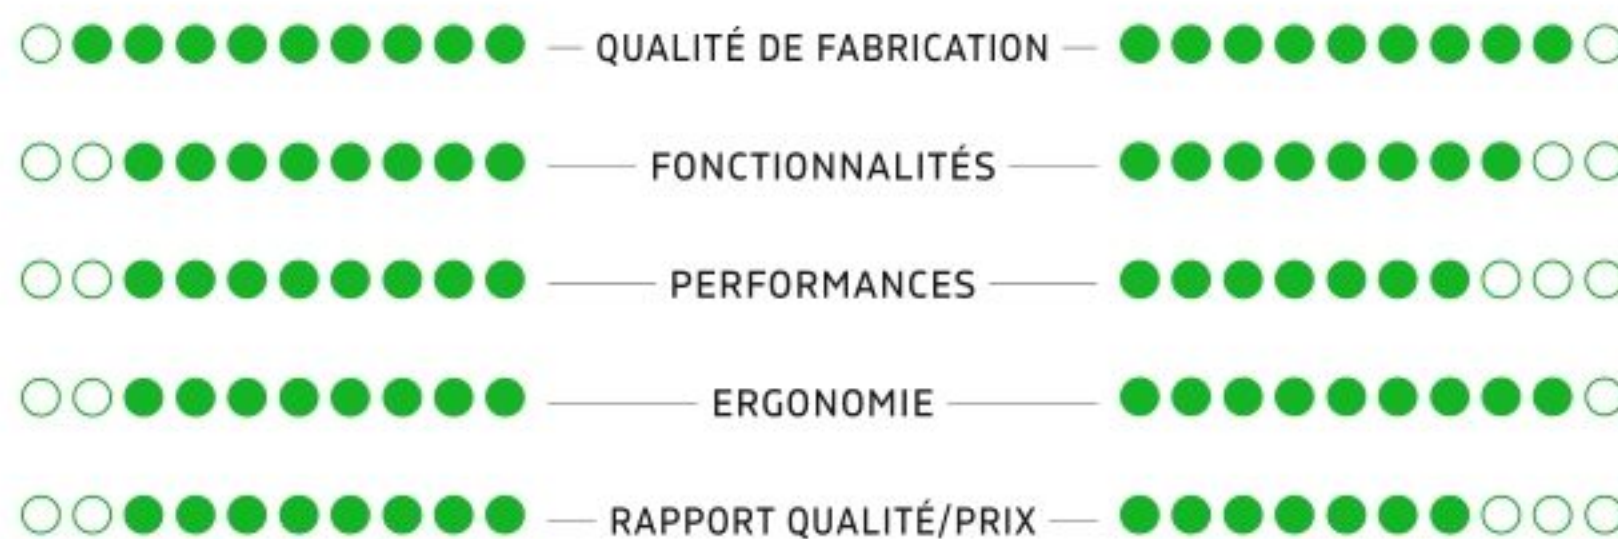 QUALITÉ DE FABRICATION
FONCTIONNALITÉS
PERFORMANCES
ERGONOMIE
RAPPORT QUALITÉ/PRIX